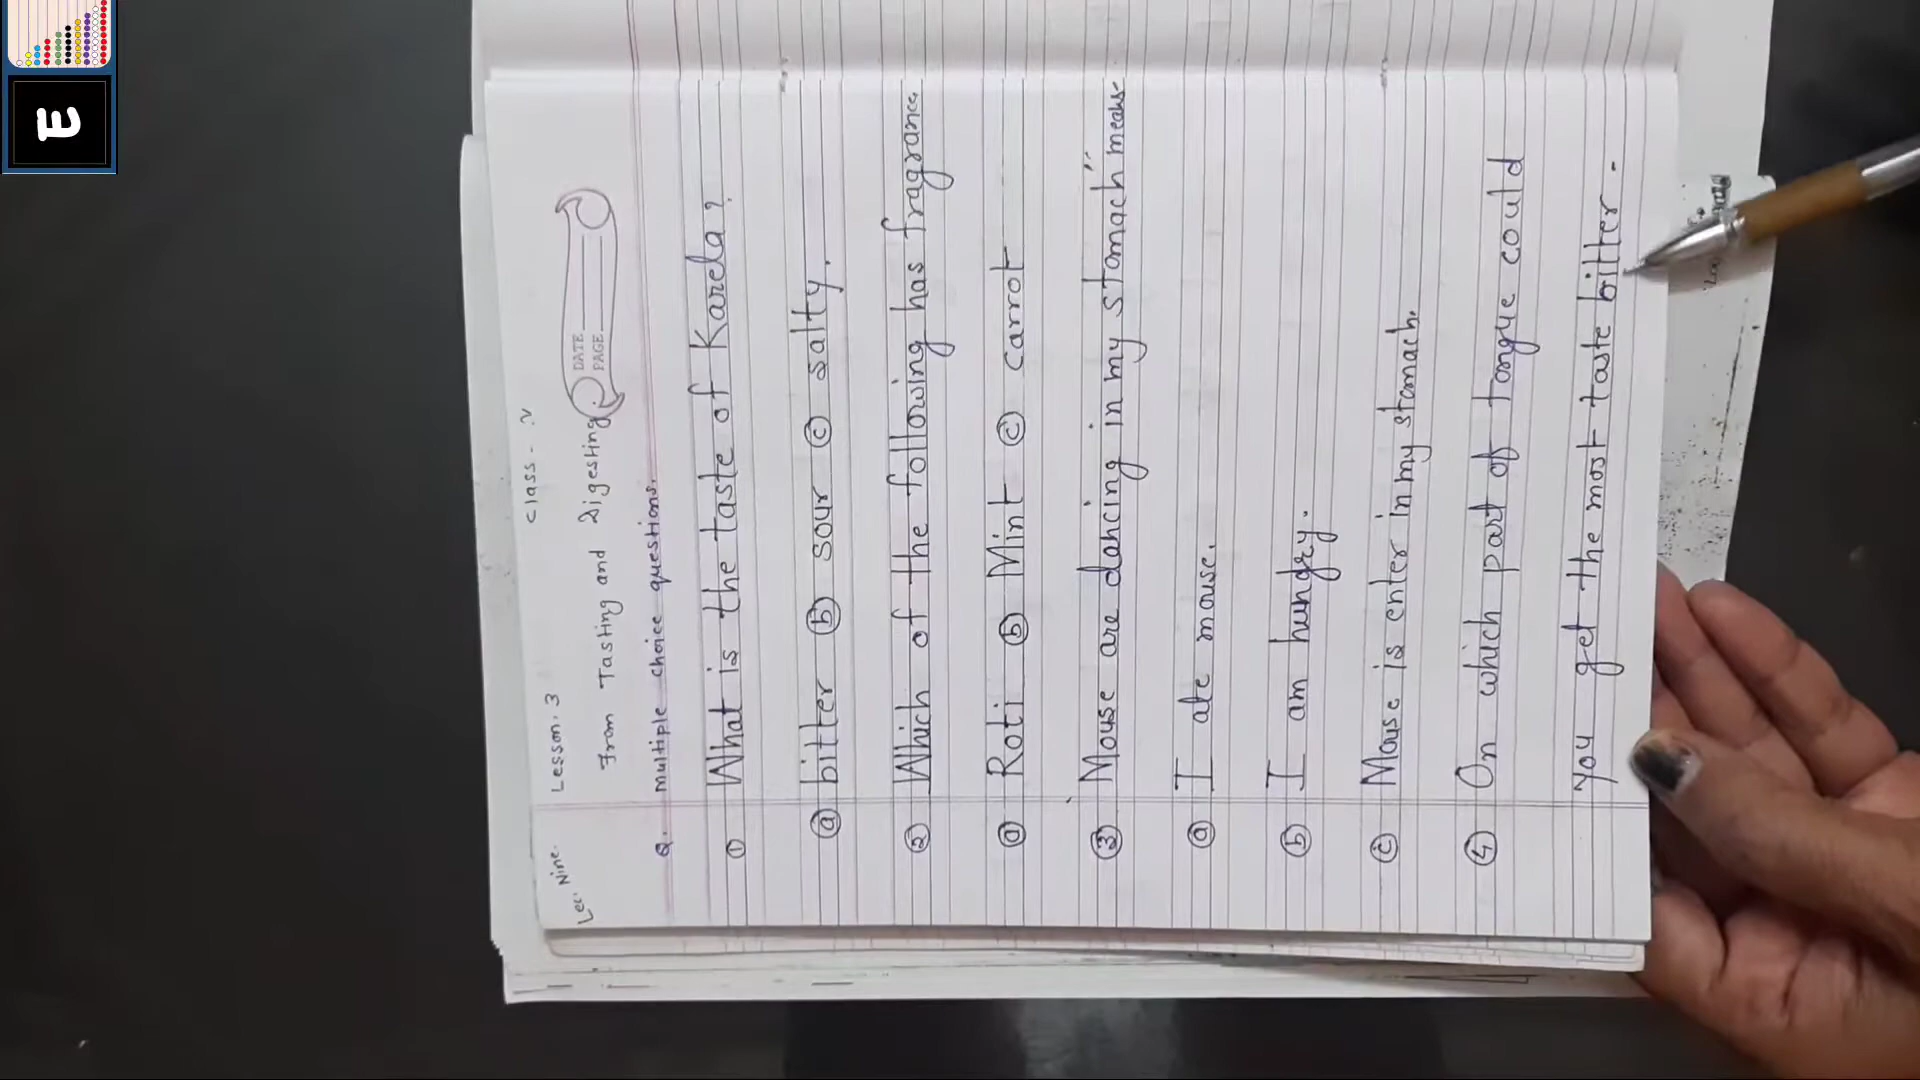 Class - V
Lec. Nine.
Lesson. 3
From Tasting and Digesting.
DATE
PAGE
Q. Multiple choice questions.
① What is the taste of Karela?
ⓐ bitter ⓑ sour ⓒ salty.
② Which of the following has fragrance
ⓐ Roti ⓑ Mint ⓒ carrot
③ Mouse are dancing in my stomach" means-
ⓐ I ate mouse.
ⓑ I am hungry.
ⓒ Mouse is enter in my stomach.
④ On which part of Tongue could
you get the most taste bitter -